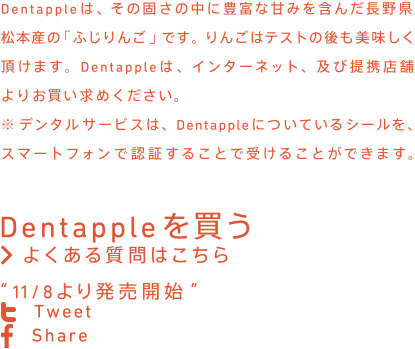 Dentappleは、その固さの中に豊富な甘みを含んだ長野県
松本産の「ふじりんご」です。りんごはテストの後も美味しく
頂けます。Dentappleは、インターネット、及び提携店舗
よりお買い求めください。
※デンタルサービスは、Dentappleについているシールを、
スマートフォンで認証することで受けることができます。
Dentappleを買う
よくある質問はこちら
“11/8より発売開始”
Tweet
Share